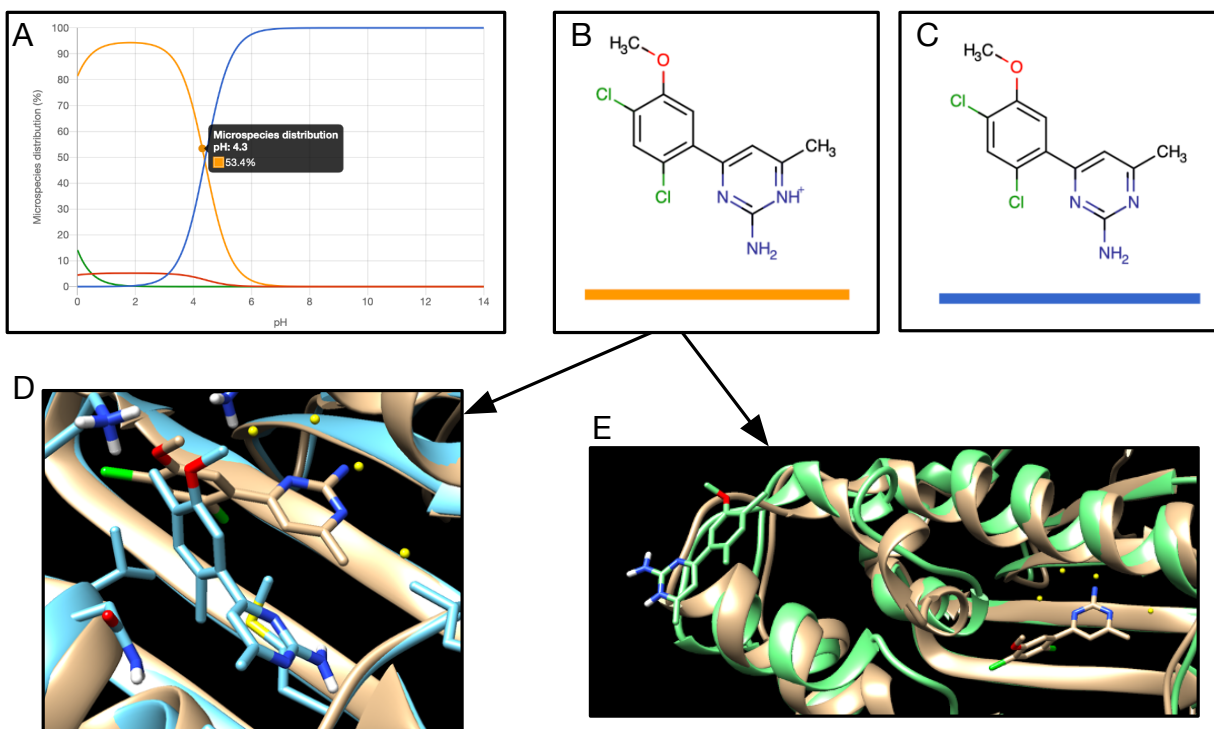 A
Microspecies distribution (%)
100
90
80
70
60
50
40
30
20
10
0
0 2 4 6 8 10 12 14
pH
Microspecies distribution
pH: 4.3
53.4%
B
H₃C
O
Cl
Cl
CH₃
N
NH⁺
NH₂
C
H₃C
O
Cl
Cl
CH₃
N
N
NH₂
D
E